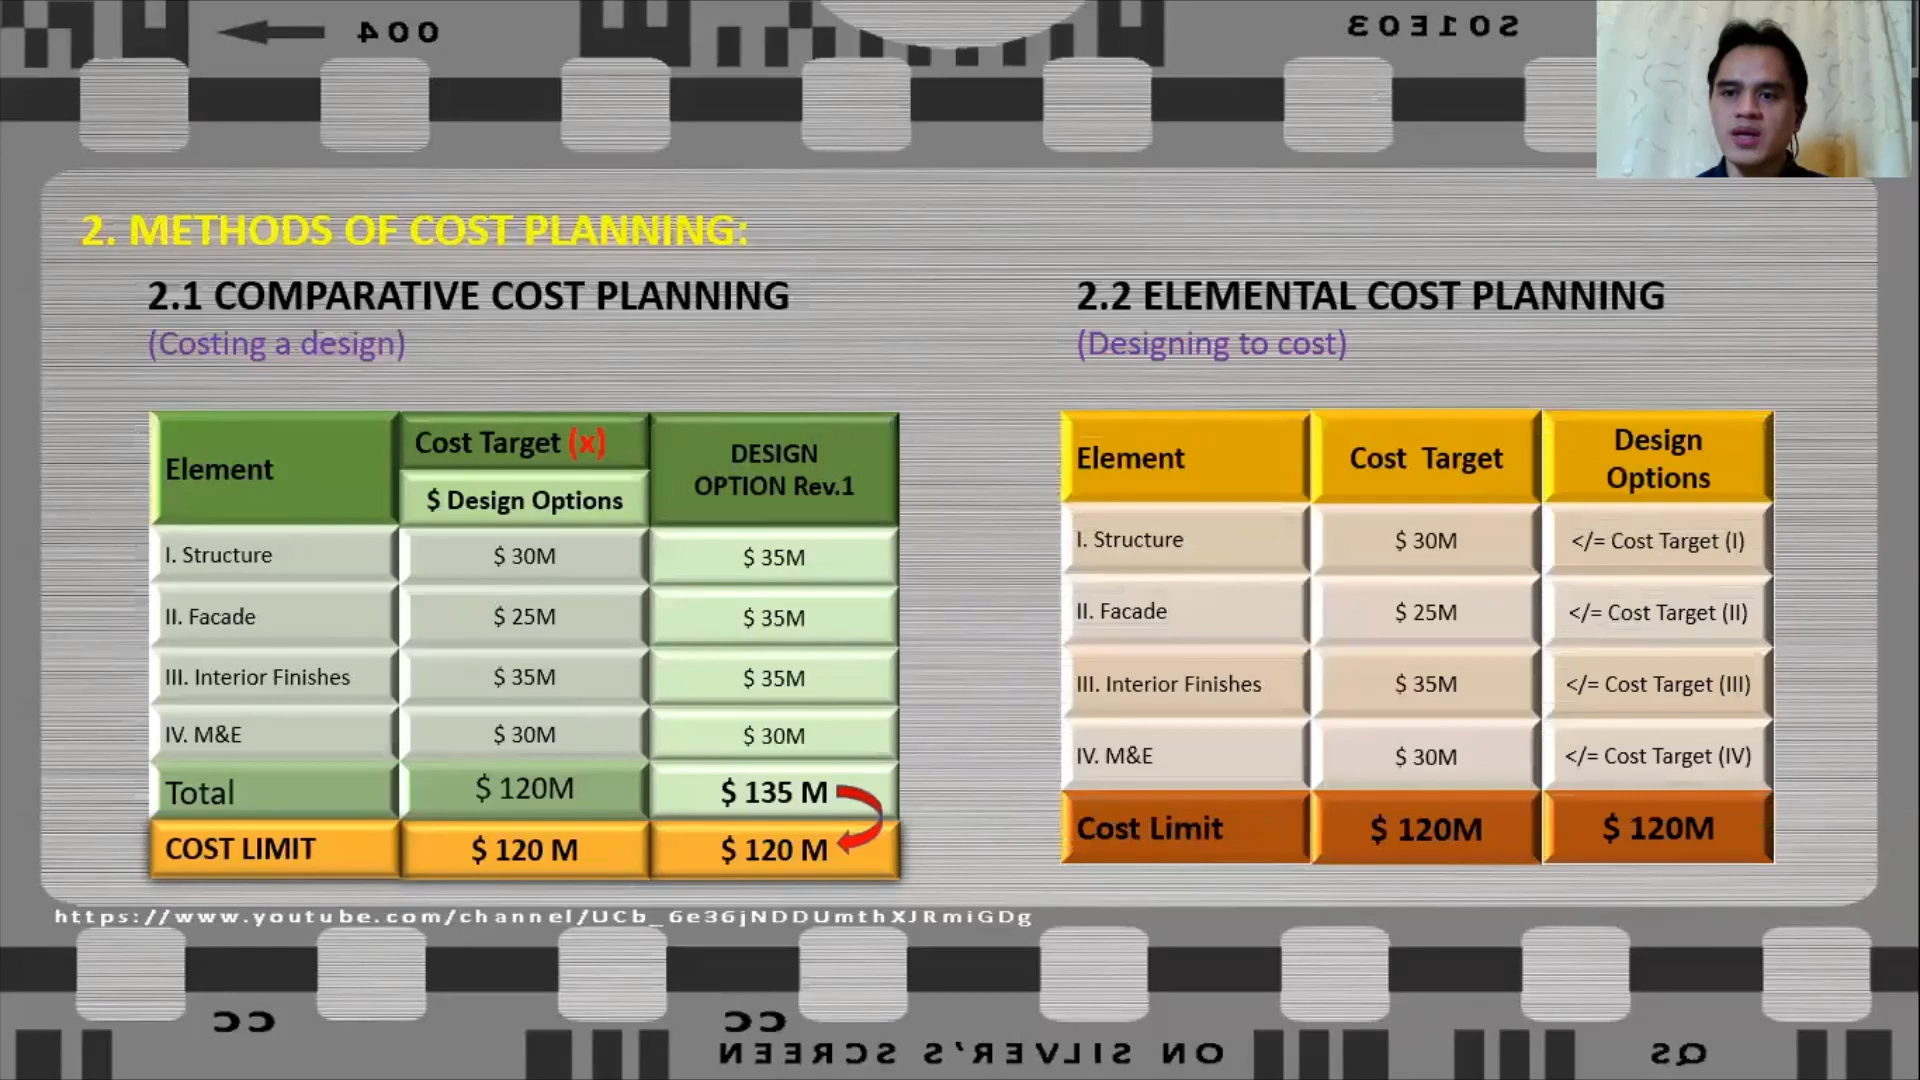 004
S01E03
2. METHODS OF COST PLANNING:
2.1 COMPARATIVE COST PLANNING
(Costing a design)
Element
Cost Target (x)
$ Design Options
DESIGN
OPTION Rev.1
I. Structure $ 30M $ 35M
II. Facade $ 25M $ 35M
III. Interior Finishes $ 35M $ 35M
IV. M&E $ 30M $ 30M
Total $ 120M $ 135 M
COST LIMIT $ 120 M $ 120 M
2.2 ELEMENTAL COST PLANNING
(Designing to cost)
Element Cost Target
Design
Options
I. Structure $ 30M </= Cost Target (I)
II. Facade $ 25M </= Cost Target (II)
III. Interior Finishes $ 35M </= Cost Target (III)
IV. M&E $ 30M </= Cost Target (IV)
Cost Limit $ 120M $ 120M
https://www.youtube.com/channel/UCb_6e36jNDDUmthXJRmiGDg
CC
CC
ON SILVER'S SCREEN
QS